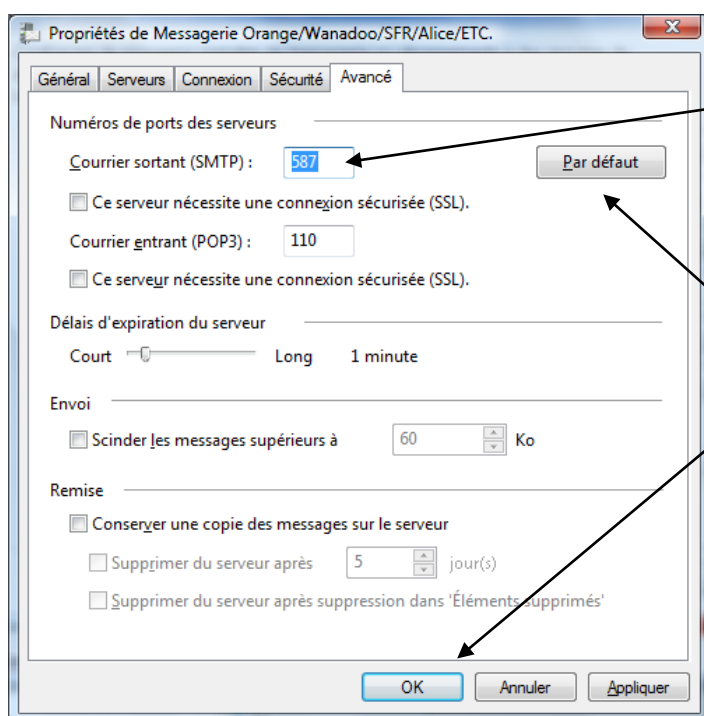 Propriétés de Messagerie Orange/Wanadoo/SFR/Alice/ETC.
Général Serveurs Connexion Sécurité Avancé
Numéros de ports des serveurs
Courrier sortant (SMTP) : 587 Par défaut
Ce serveur nécessite une connexion sécurisée (SSL).
Courrier entrant (POP3) : 110
Ce serveur nécessite une connexion sécurisée (SSL).
Délais d'expiration du serveur
Court Long 1 minute
Envoi
Scinder les messages supérieurs à 60 Ko
Remise
Conserver une copie des messages sur le serveur
Supprimer du serveur après 5 jour(s)
Supprimer du serveur après suppression dans 'Éléments supprimés'
OK Annuler Appliquer